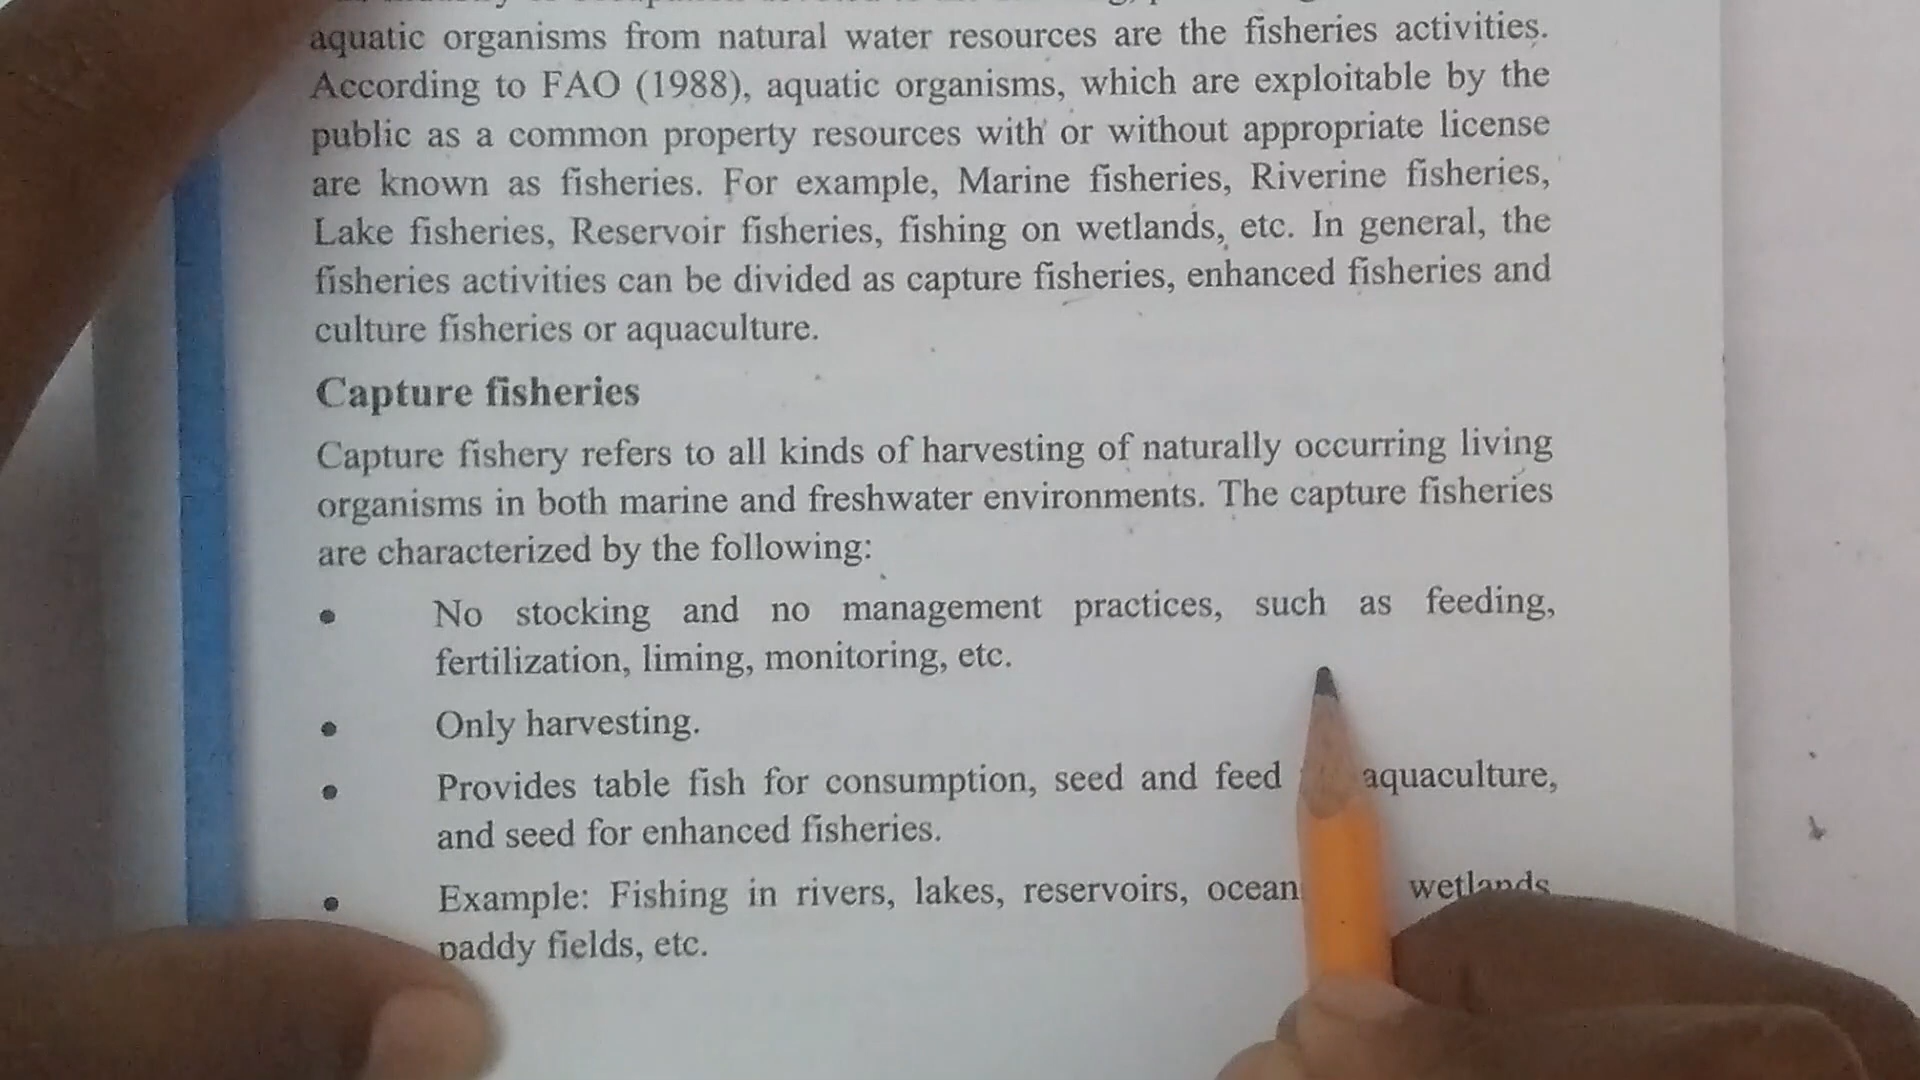 aquatic organisms from natural water resources are the fisheries activities.
According to FAO (1988), aquatic organisms, which are exploitable by the
public as a common property resources with or without appropriate license
are known as fisheries. For example, Marine fisheries, Riverine fisheries,
Lake fisheries, Reservoir fisheries, fishing on wetlands, etc. In general, the
fisheries activities can be divided as capture fisheries, enhanced fisheries and
culture fisheries or aquaculture.
Capture fisheries
Capture fishery refers to all kinds of harvesting of naturally occurring living
organisms in both marine and freshwater environments. The capture fisheries
are characterized by the following:
• No stocking and no management practices, such as feeding,
fertilization, liming, monitoring, etc.
• Only harvesting.
• Provides table fish for consumption, seed and feed aquaculture,
and seed for enhanced fisheries.
• Example: Fishing in rivers, lakes, reservoirs, ocean wetlands
paddy fields, etc.